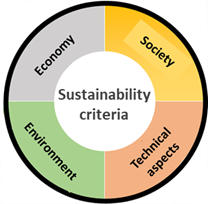 Economy
Society
Sustainability
criteria
Environment
Technical
aspects